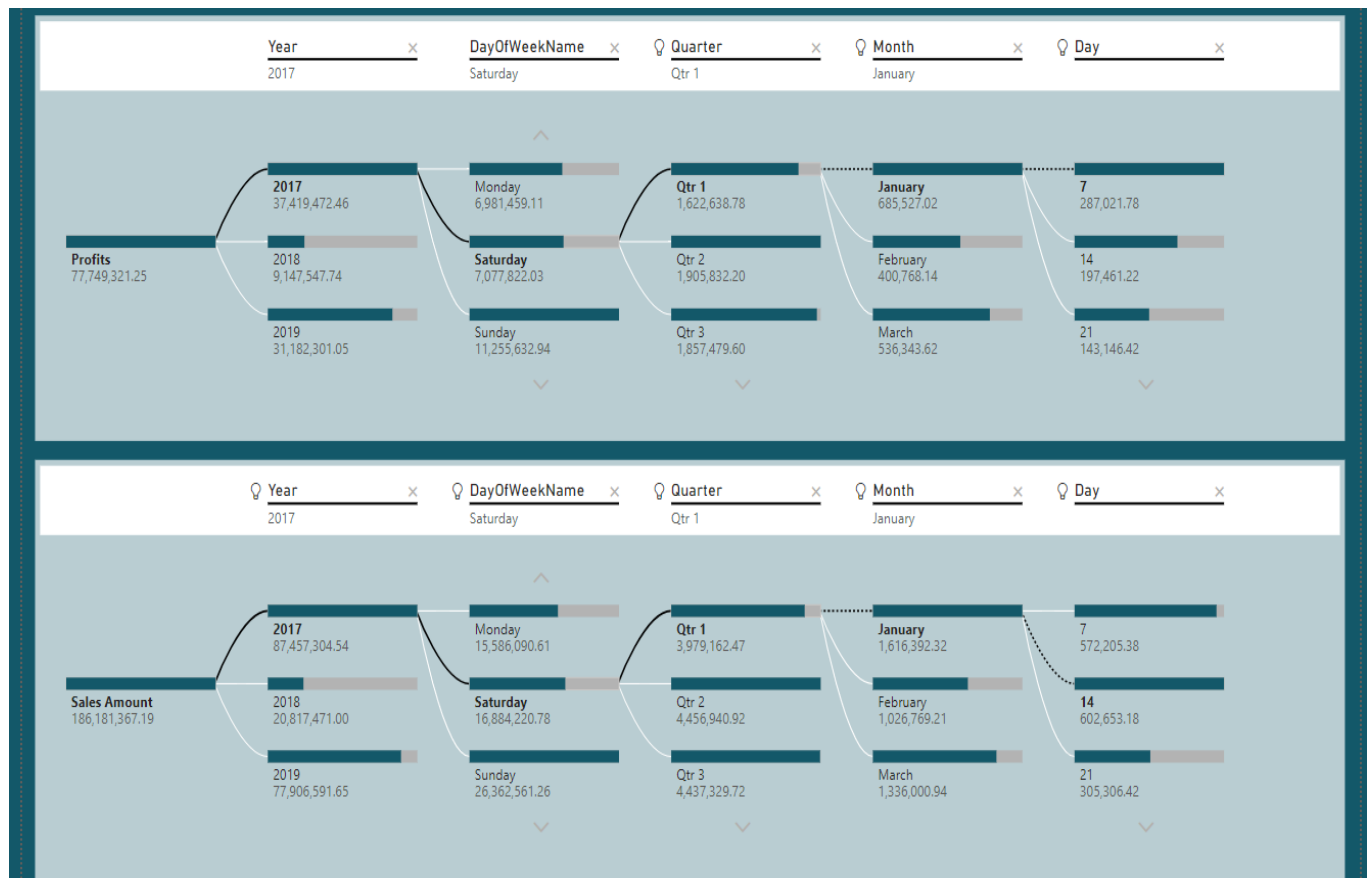 Year × DayOfWeekName × Quarter × Month × Day ×
2017 Saturday Qtr 1 January
2017 Monday Qtr 1 January 7
37,419,472.46 6,981,459.11 1,622,638.78 685,527.02 287,021.78
Profits 2018 Saturday Qtr 2 February 14
77,749,321.25 9,147,547.74 7,077,822.03 1,905,832.20 400,768.14 197,461.22
2019 Sunday Qtr 3 March 21
31,182,301.05 11,255,632.94 1,857,479.60 536,343.62 143,146.42
Year × DayOfWeekName × Quarter × Month × Day ×
2017 Saturday Qtr 1 January
2017 Monday Qtr 1 January 7
87,457,304.54 15,586,090.61 3,979,162.47 1,616,392.32 572,205.38
Sales Amount 2018 Saturday Qtr 2 February 14
186,181,367.19 20,817,471.00 16,884,220.78 4,456,940.92 1,026,769.21 602,653.18
2019 Sunday Qtr 3 March 21
77,906,591.65 26,362,561.26 4,437,329.72 1,336,000.94 305,306.42